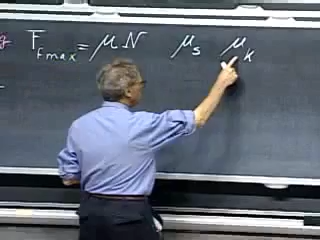 g F_f max = μN μ_s μ_k